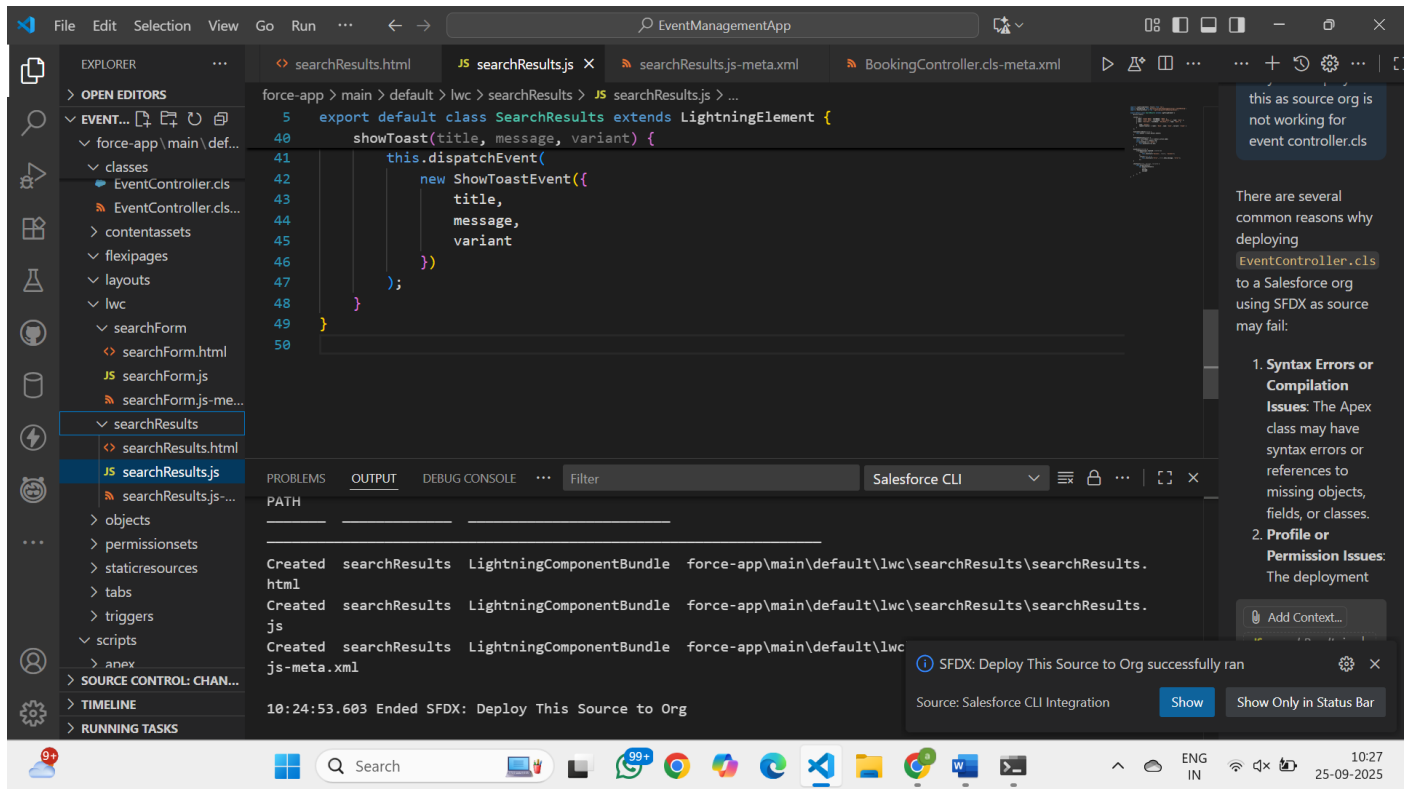 File Edit Selection View Go Run ··· EventManagementApp
EXPLORER ···
searchResults.html JS searchResults.js searchResults.js-meta.xml BookingController.cls-meta.xml
> OPEN EDITORS
EVENT...
force-app\main\def...
classes
EventController.cls
EventController.cls...
contentassets
flexipages
layouts
lwc
searchForm
searchForm.html
JS searchForm.js
searchForm.js-me...
searchResults
searchResults.html
JS searchResults.js
searchResults.js-...
objects
permissionsets
staticresources
tabs
triggers
scripts
apex
SOURCE CONTROL: CHAN...
TIMELINE
RUNNING TASKS
force-app > main > default > lwc > searchResults > JS searchResults.js > ...
5 export default class SearchResults extends LightningElement {
40 showToast(title, message, variant) {
41 this.dispatchEvent(
42 new ShowToastEvent({
43 title,
44 message,
45 variant
46 })
47 );
48 }
49 }
50
PROBLEMS OUTPUT DEBUG CONSOLE ··· Filter Salesforce CLI
PATH
Created searchResults LightningComponentBundle force-app\main\default\lwc\searchResults\searchResults.
html
Created searchResults LightningComponentBundle force-app\main\default\lwc\searchResults\searchResults.
js
Created searchResults LightningComponentBundle force-app\main\default\lwc
js-meta.xml
10:24:53.603 Ended SFDX: Deploy This Source to Org
this as source org is
not working for
event controller.cls
There are several
common reasons why
deploying
EventController.cls
to a Salesforce org
using SFDX as source
may fail:
1. Syntax Errors or
Compilation
Issues: The Apex
class may have
syntax errors or
references to
missing objects,
fields, or classes.
2. Profile or
Permission Issues:
The deployment
Add Context...
SFDX: Deploy This Source to Org successfully ran
Source: Salesforce CLI Integration Show Show Only in Status Bar
9+
Search
99+
a
ENG
IN
10:27
25-09-2025